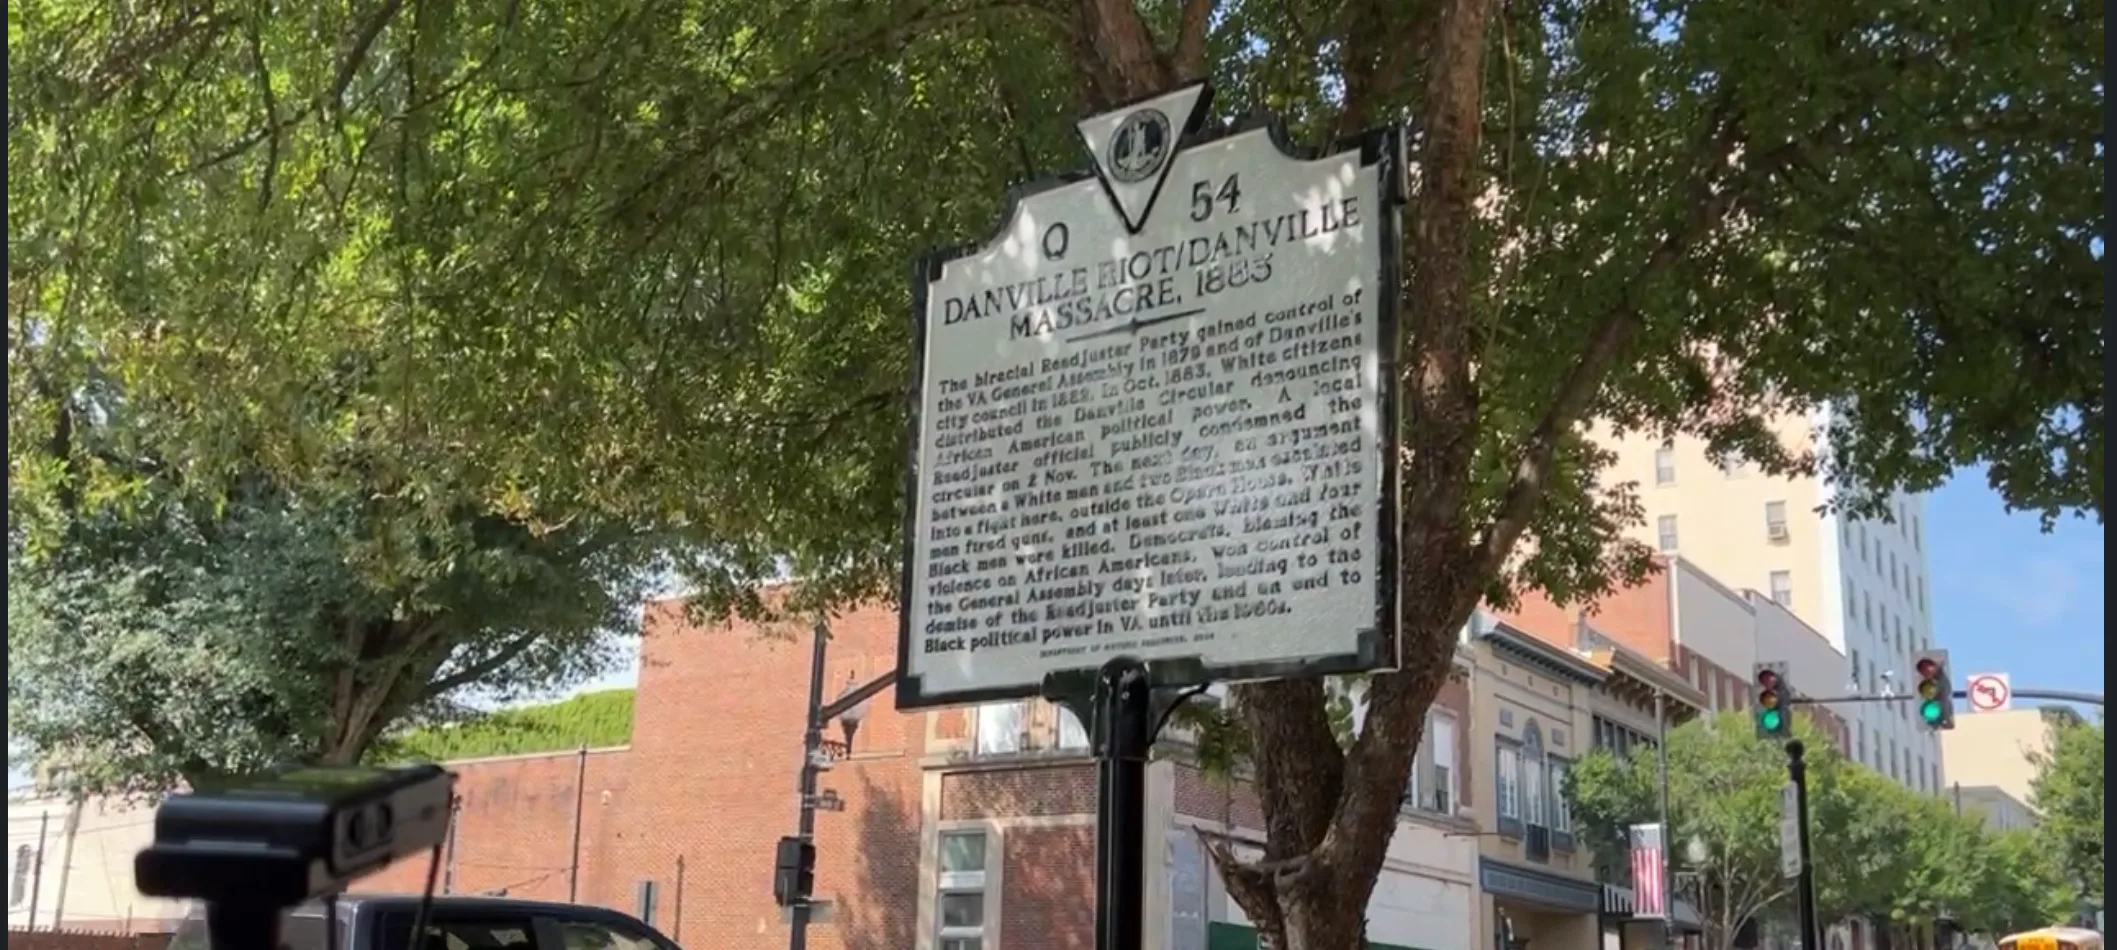 Q 54
DANVILLE RIOT/DANVILLE
MASSACRE, 1883
The biracial Readjuster Party gained control of
the VA General Assembly in 1879 and of Danville's
city council in 1882. In Oct. 1883, White citizens
distributed the Danville Circular denouncing
African American political power. A local
Readjuster official publicly condemned the
circular on 2 Nov. The next day, an argument
between a White man and two Black men escalated
into a fight here, outside the Opera House. White
men fired guns, and at least one White and four
Black men were killed. Democrats, blaming the
violence on African Americans, won control of
the General Assembly days later, leading to the
demise of the Readjuster Party and an end to
Black political power in VA until the 1960s.
DEPARTMENT OF HISTORIC RESOURCES,